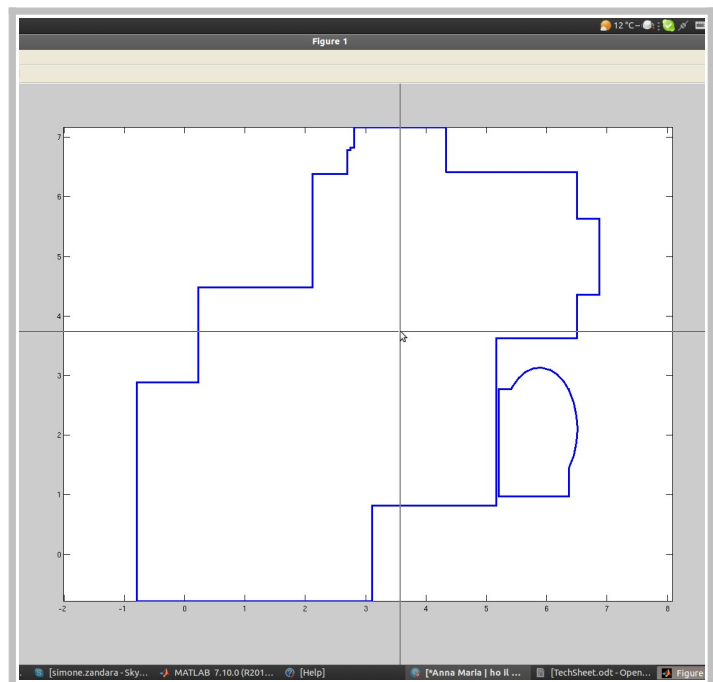 12 °C
Figure 1
7
6
5
4
3
2
1
0
-2 -1 0 1 2 3 4 5 6 7 8
[simone.zandara - Sky... MATLAB 7.10.0 (R201... [Help] [*Anna Maria | ho il ... [TechSheet.odt - Open... Figure